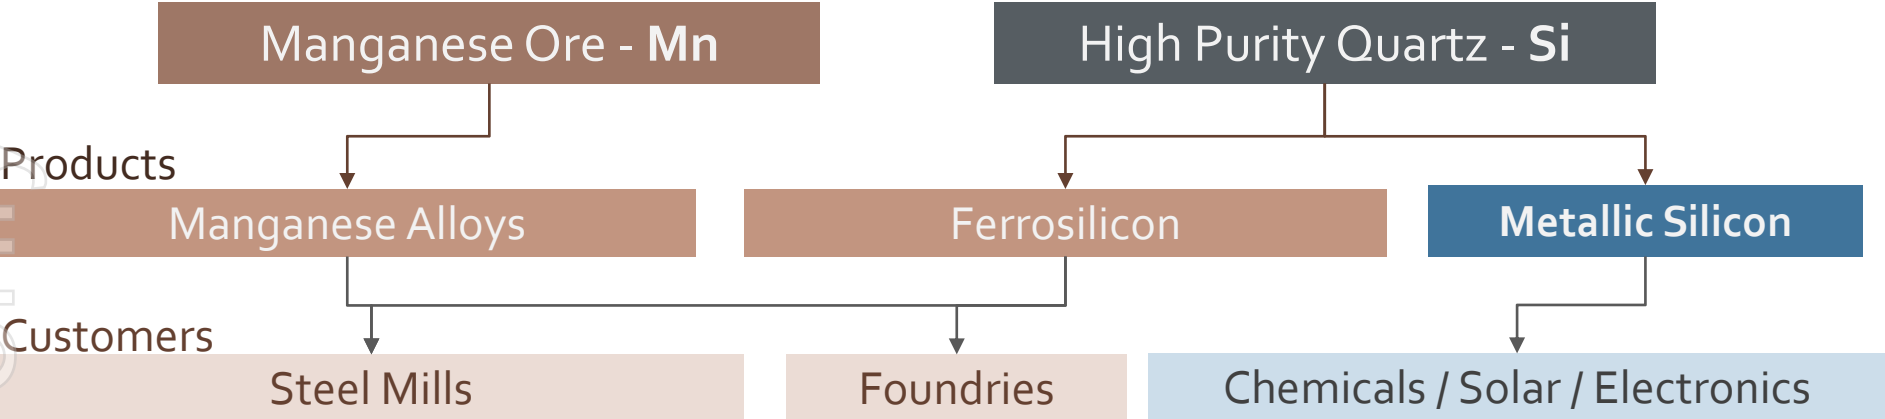 Manganese Ore - Mn
High Purity Quartz - Si
Products
Manganese Alloys
Ferrosilicon
Metallic Silicon
Customers
Steel Mills
Foundries
Chemicals / Solar / Electronics